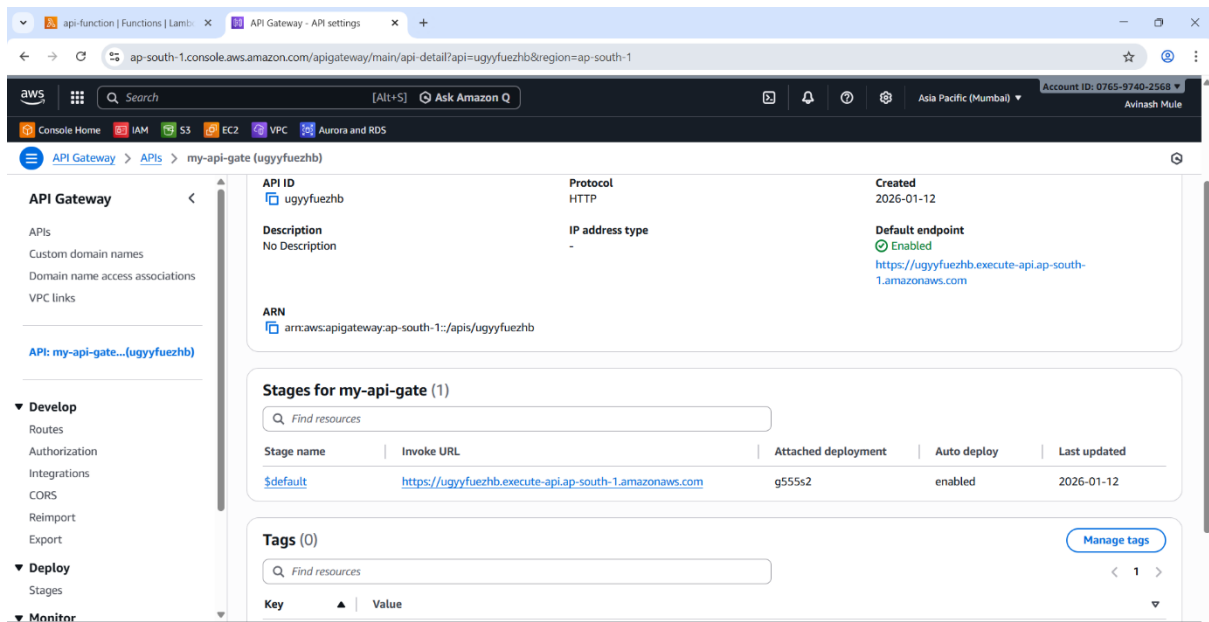 api-function | Functions | Lamb
API Gateway - API settings
ap-south-1.console.aws.amazon.com/apigateway/main/api-detail?api=ugyyfuezhb&region=ap-south-1
aws
Search [Alt+S] Ask Amazon Q
Asia Pacific (Mumbai) ▼
Account ID: 0765-9740-2568 ▼
Avinash Mule
Console Home IAM S3 EC2 VPC Aurora and RDS
API Gateway > APIs > my-api-gate (ugyyfuezhb)
API Gateway
APIs
Custom domain names
Domain name access associations
VPC links
API: my-api-gate...(ugyyfuezhb)
▼ Develop
Routes
Authorization
Integrations
CORS
Reimport
Export
▼ Deploy
Stages
▼ Monitor
API ID
ugyyfuezhb
Protocol
HTTP
Created
2026-01-12
Description
No Description
IP address type
-
Default endpoint
Enabled
https://ugyyfuezhb.execute-api.ap-south-
1.amazonaws.com
ARN
arn:aws:apigateway:ap-south-1::/apis/ugyyfuezhb
Stages for my-api-gate (1)
Find resources
Stage name Invoke URL Attached deployment Auto deploy Last updated
$default https://ugyyfuezhb.execute-api.ap-south-1.amazonaws.com g555s2 enabled 2026-01-12
Tags (0)
Manage tags
Find resources
< 1 >
Key ▲ Value